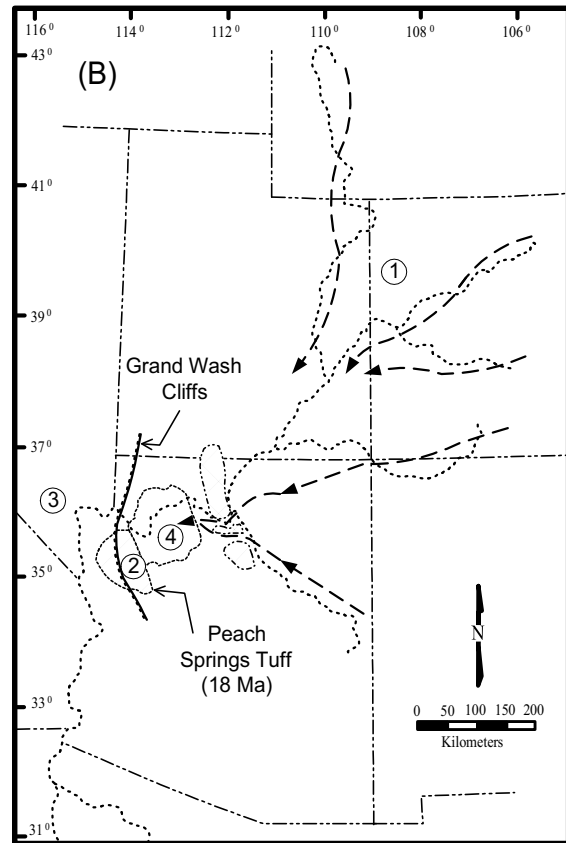 116⁰ 114⁰ 112⁰ 110⁰ 108⁰ 106⁰
43⁰
(B)
41⁰
1
39⁰
Grand Wash
Cliffs
37⁰
3
4
2
35⁰
Peach
Springs Tuff
(18 Ma)
N
33⁰
0 50 100 150 200
Kilometers
31⁰